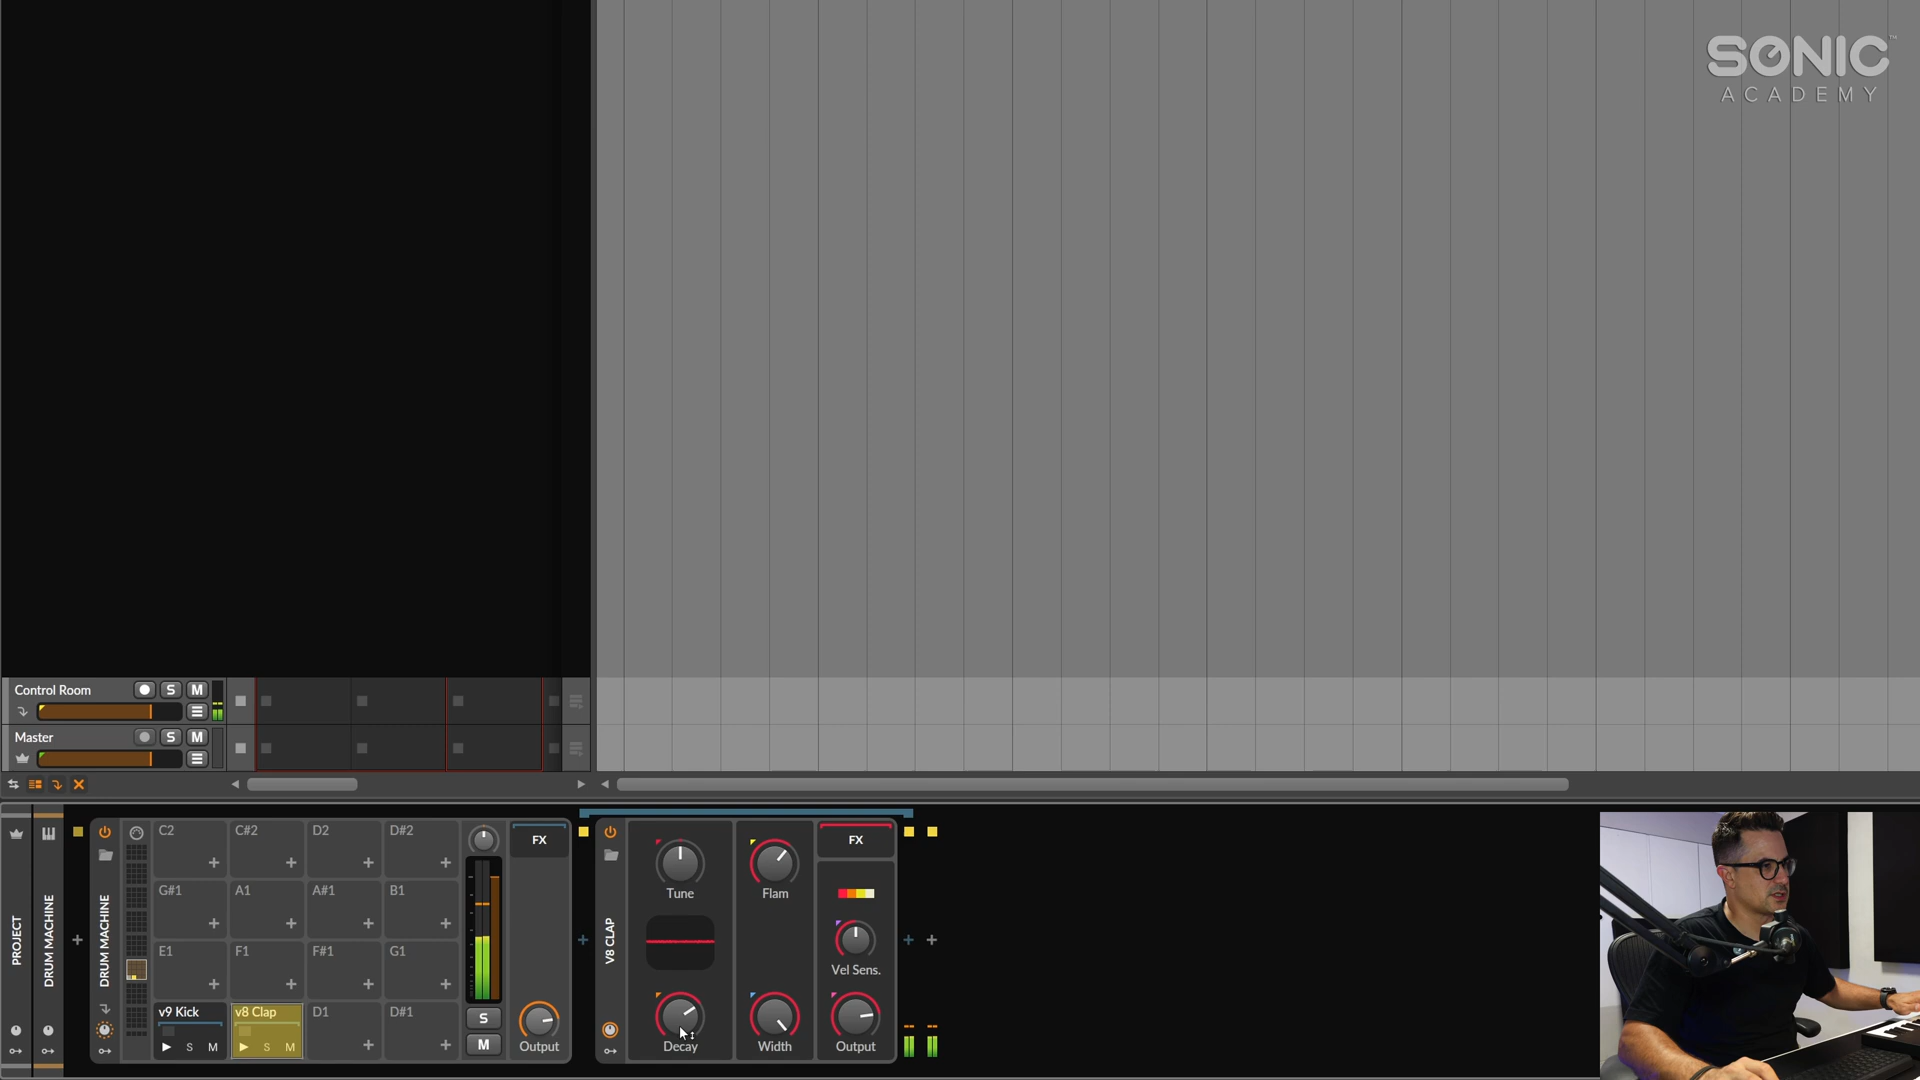 SONIC™
ACADEMY
Control Room
S
M
Master
S
M
PROJECT
DRUM MACHINE
DRUM MACHINE
C2
C#2
D2
D#2
G#1
A1
A#1
B1
E1
F1
F#1
G1
v9 Kick
S
M
v8 Clap
S
M
D1
D#1
S
M
FX
Output
V8 CLAP
Tune
Decay
Flam
Width
FX
Vel Sens.
Output